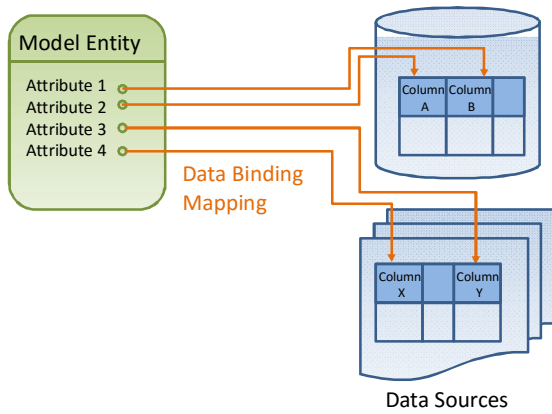 Model Entity
Attribute 1
Attribute 2
Attribute 3
Attribute 4
Data Binding
Mapping
Column
A
Column
B
Column
X
Column
Y
Data Sources